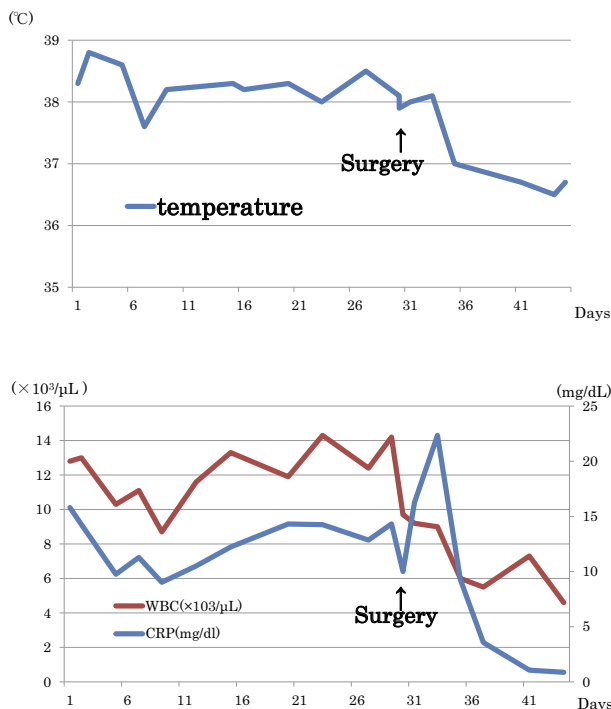 (℃)
39
38
37
36
35
↑
Surgery
temperature
1 6 11 16 21 26 31 36 41
Days
(×10³/μL )
(mg/dL)
16
14
12
10
8
6
4
2
0
25
20
15
10
5
0
WBC(×103/μL)
CRP(mg/dl)
↑
Surgery
1 6 11 16 21 26 31 36 41
Days